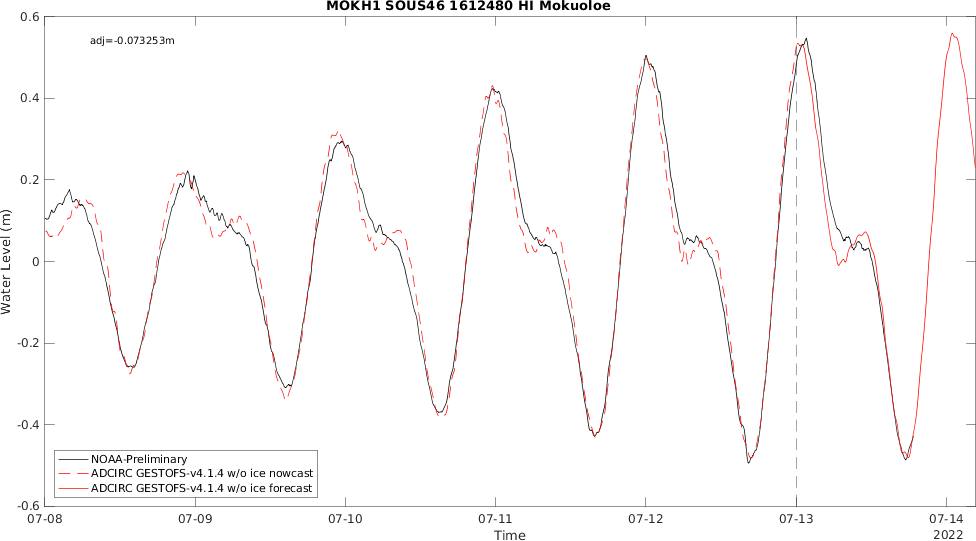 MOKH1 SOUS46 1612480 HI Mokuoloe
adj=-0.073253m
0.6
0.4
0.2
0
-0.2
-0.4
-0.6
Water Level (m)
NOAA-Preliminary
ADCIRC GESTOFS-v4.1.4 w/o ice nowcast
ADCIRC GESTOFS-v4.1.4 w/o ice forecast
07-08 07-09 07-10 07-11 07-12 07-13 07-14
2022
Time